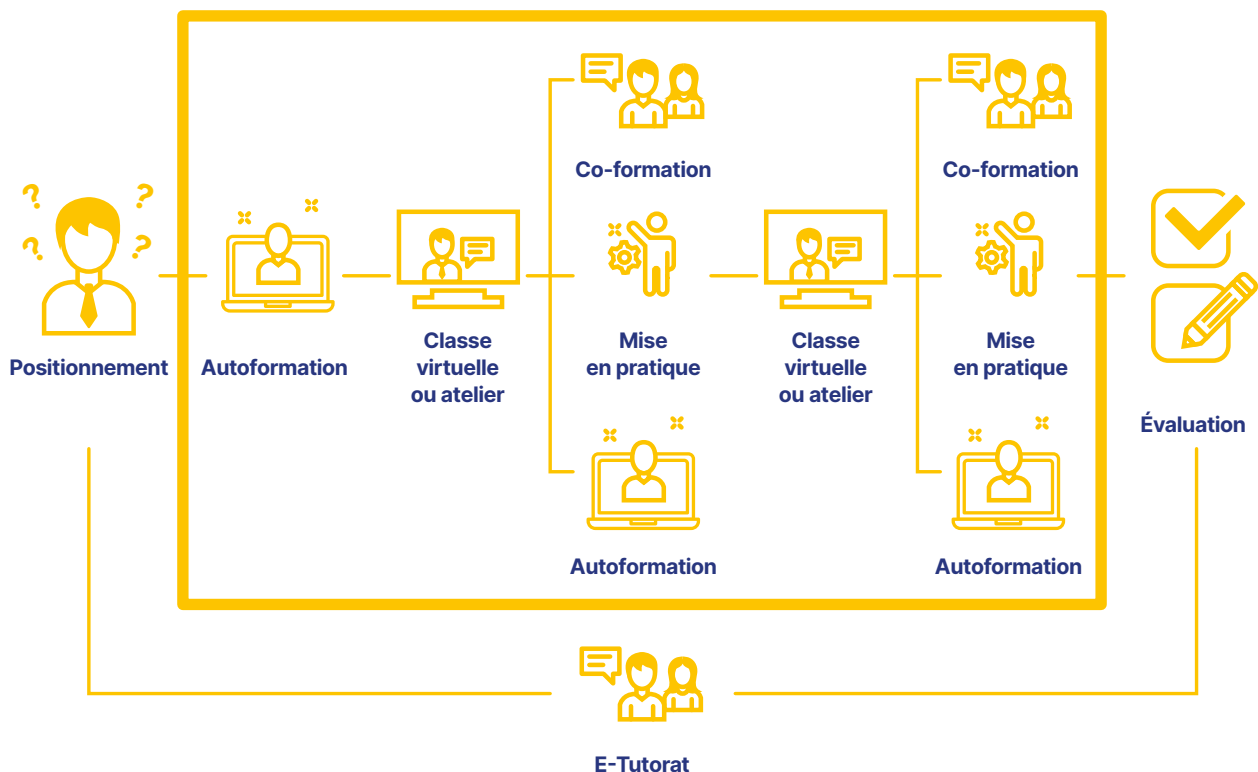 Positionnement
Autoformation
Classe
virtuelle
ou atelier
Co-formation
Mise
en pratique
Autoformation
Classe
virtuelle
ou atelier
Co-formation
Mise
en pratique
Autoformation
Évaluation
E-Tutorat